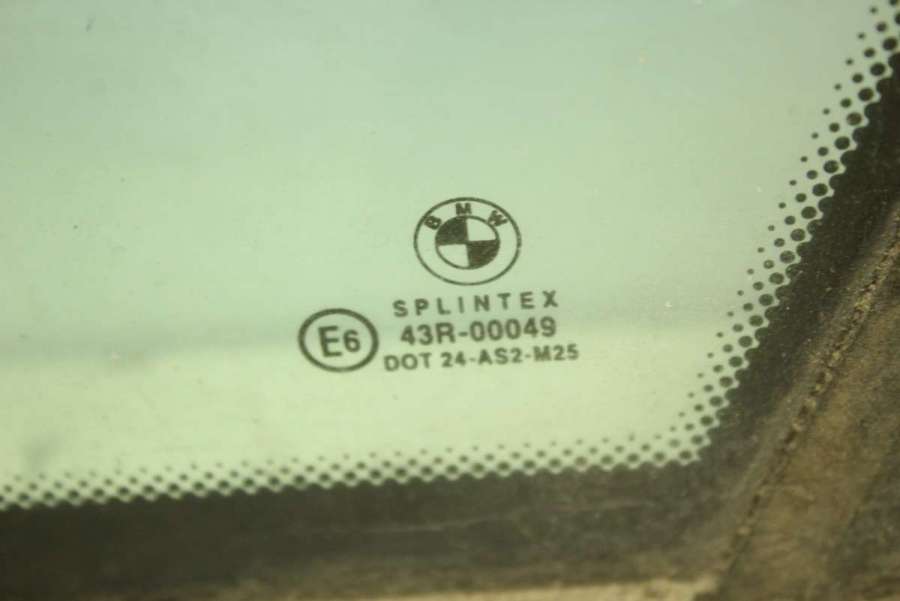 BMW
SPLINTEX
E6
43R-00049
DOT 24-AS2-M25